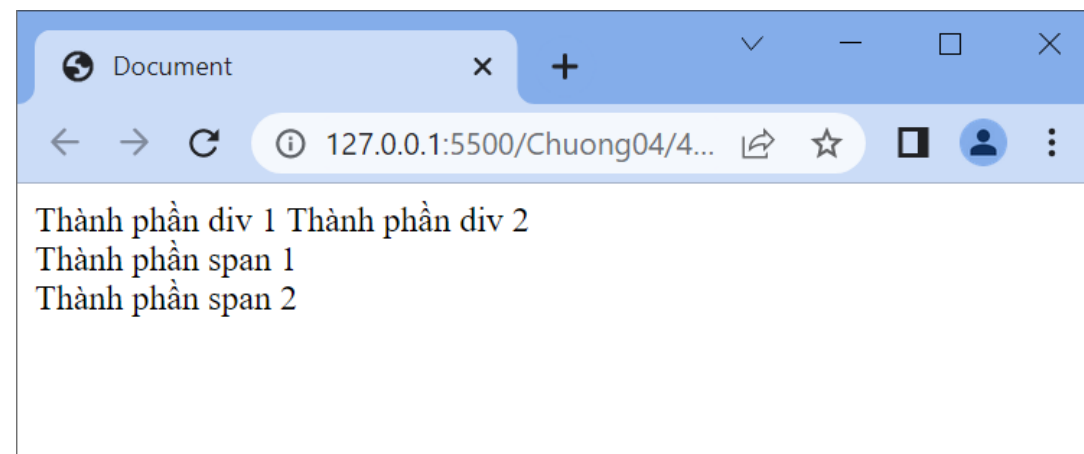 Document
127.0.0.1:5500/Chuong04/4...
Thành phần div 1 Thành phần div 2
Thành phần span 1
Thành phần span 2